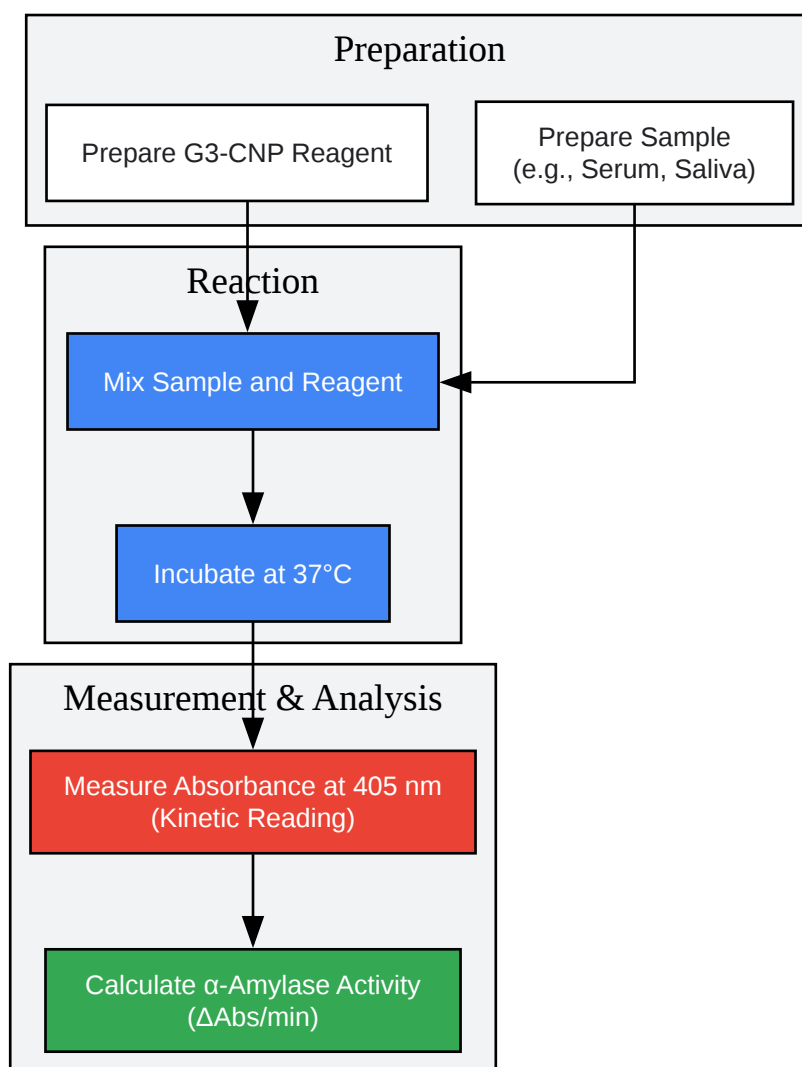 Preparation
Prepare G3-CNP Reagent
Prepare Sample
(e.g., Serum, Saliva)
Reaction
Mix Sample and Reagent
Incubate at 37°C
Measurement & Analysis
Measure Absorbance at 405 nm
(Kinetic Reading)
Calculate α-Amylase Activity
(ΔAbs/min)